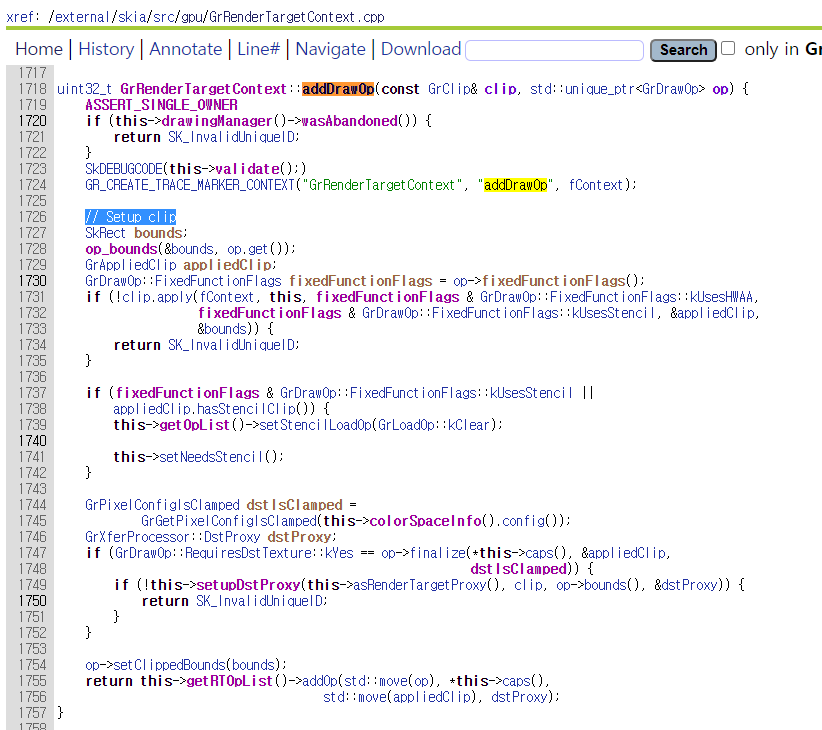 xref: /external/skia/src/gpu/GrRenderTargetContext.cpp
Home | History | Annotate | Line# | Navigate | Download Search only in Gr
1717
1718 uint32_t GrRenderTargetContext::addDrawOp(const GrClip& clip, std::unique_ptr<GrDrawOp> op) {
1719 ASSERT_SINGLE_OWNER
1720 if (this->drawingManager()->wasAbandoned()) {
1721 return SK_InvalidUniqueID;
1722 }
1723 SkDEBUGCODE(this->validate();)
1724 GR_CREATE_TRACE_MARKER_CONTEXT("GrRenderTargetContext", "addDrawOp", fContext);
1725
1726 // Setup clip
1727 SkRect bounds;
1728 op_bounds(&bounds, op.get());
1729 GrAppliedClip appliedClip;
1730 GrDrawOp::FixedFunctionFlags fixedFunctionFlags = op->fixedFunctionFlags();
1731 if (!clip.apply(fContext, this, fixedFunctionFlags & GrDrawOp::FixedFunctionFlags::kUsesHWAA,
1732 fixedFunctionFlags & GrDrawOp::FixedFunctionFlags::kUsesStencil, &appliedClip,
1733 &bounds)) {
1734 return SK_InvalidUniqueID;
1735 }
1736
1737 if (fixedFunctionFlags & GrDrawOp::FixedFunctionFlags::kUsesStencil ||
1738 appliedClip.hasStencilClip()) {
1739 this->getOpList()->setStencilLoadOp(GrLoadOp::kClear);
1740
1741 this->setNeedsStencil();
1742 }
1743
1744 GrPixelConfigIsClamped dstIsClamped =
1745 GrGetPixelConfigIsClamped(this->colorSpaceInfo().config());
1746 GrXferProcessor::DstProxy dstProxy;
1747 if (GrDrawOp::RequiresDstTexture::kYes == op->finalize(*this->caps(), &appliedClip,
1748 dstIsClamped)) {
1749 if (!this->setupDstProxy(this->asRenderTargetProxy(), clip, op->bounds(), &dstProxy)) {
1750 return SK_InvalidUniqueID;
1751 }
1752 }
1753
1754 op->setClippedBounds(bounds);
1755 return this->getRTOpList()->addOp(std::move(op), *this->caps(),
1756 std::move(appliedClip), dstProxy);
1757 }
1758